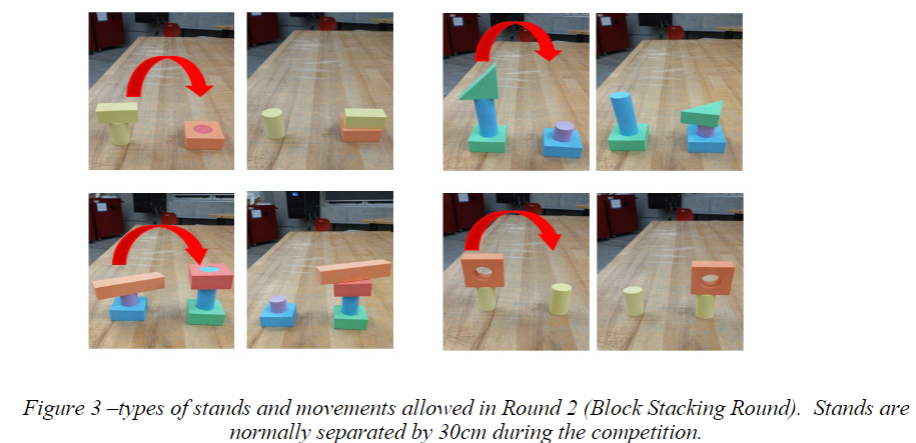 Figure 3 –types of stands and movements allowed in Round 2 (Block Stacking Round).  Stands are
normally separated by 30cm during the competition.